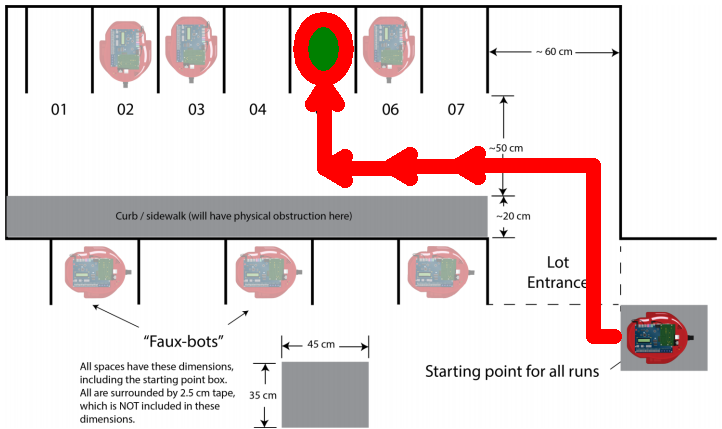 ~ 60 cm
01
02
03
04
06
07
~50 cm
Curb / sidewalk (will have physical obstruction here)
~20 cm
Lot
Entrance
"Faux-bots"
45 cm
All spaces have these dimensions,
including the starting point box.
All are surrounded by 2.5 cm tape,
which is NOT included in these
dimensions.
35 cm
Starting point for all runs